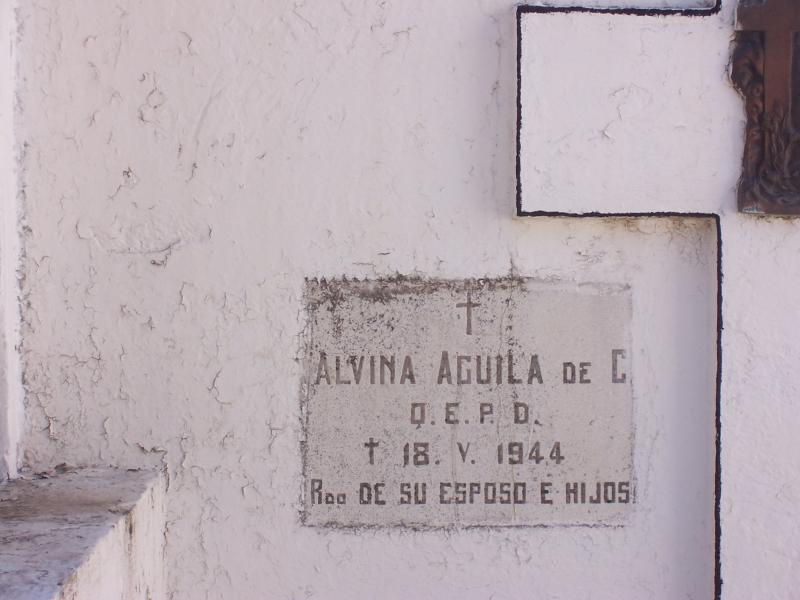 ALVINA AGUILA DE C
Q. E. P. D.
† 18. V. 1944
Rdo DE SU ESPOSO E HIJOS